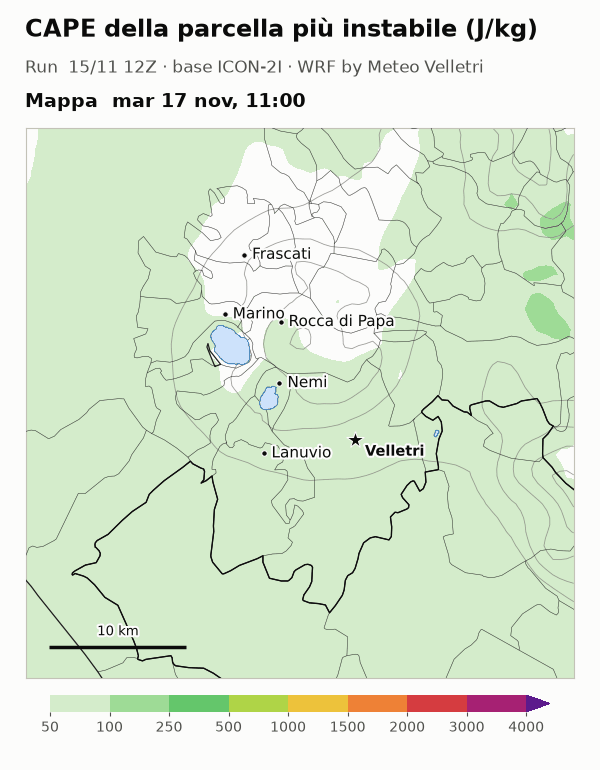 CAPE della parcella più instabile (J/kg)
Run  15/11 12Z · base ICON-2I · WRF by Meteo Velletri
Mappa  mar 17 nov, 11:00
Frascati
Marino
Rocca di Papa
Nemi
Velletri
Lanuvio
10 km
50 100 250 500 1000 1500 2000 3000 4000